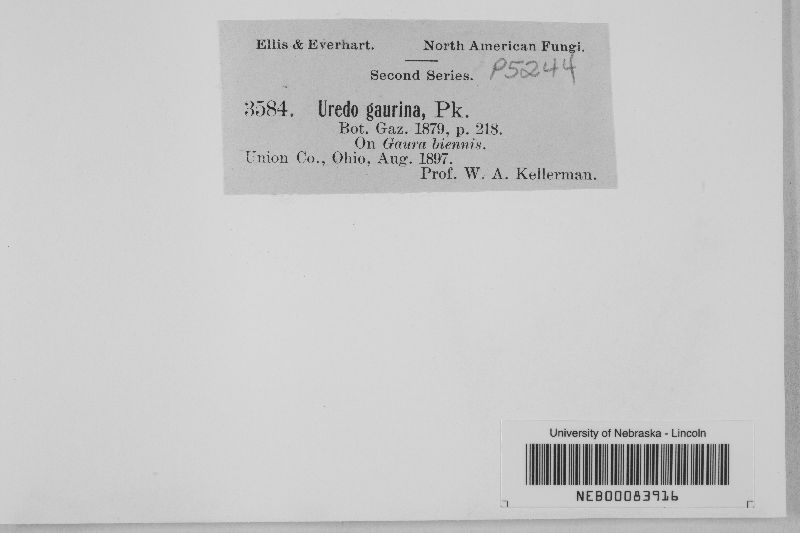 Ellis & Everhart. North American Fungi.
Second Series. P5244
3584. Uredo gaurina, Pk.
Bot. Gaz. 1879, p. 218.
On Gaura biennis.
Union Co., Ohio, Aug. 1897.
Prof. W. A. Kellerman.
University of Nebraska - Lincoln
NEB00083916